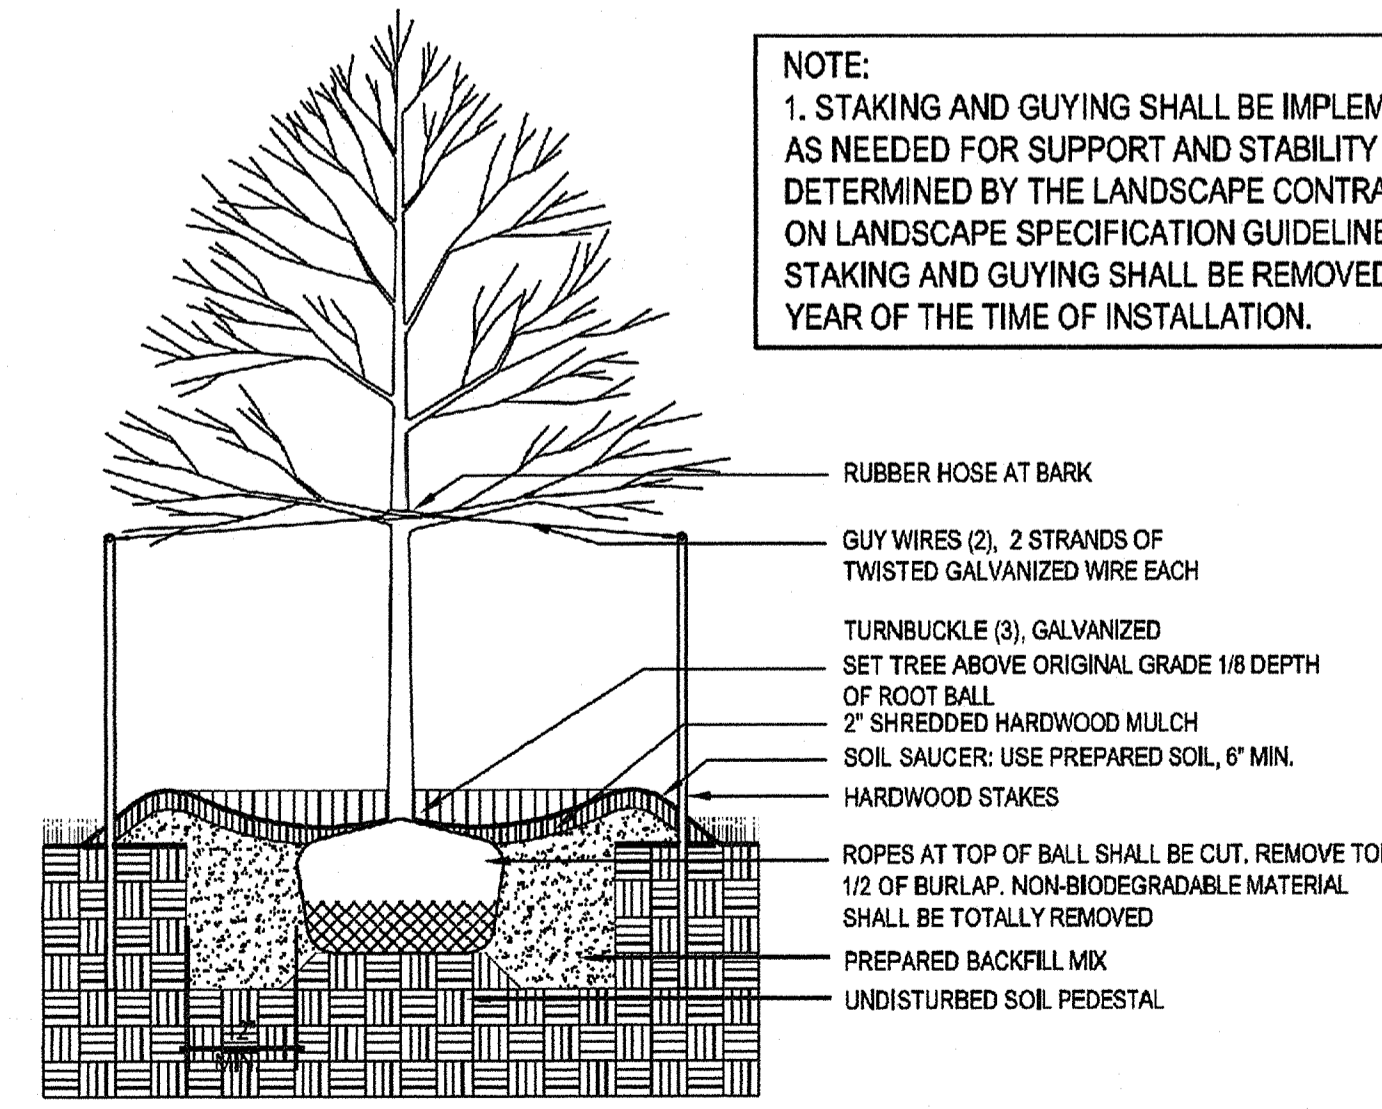 NOTE:
1. STAKING AND GUYING SHALL BE IMPLEM
AS NEEDED FOR SUPPORT AND STABILITY
DETERMINED BY THE LANDSCAPE CONTRA
ON LANDSCAPE SPECIFICATION GUIDELINE
STAKING AND GUYING SHALL BE REMOVED
YEAR OF THE TIME OF INSTALLATION.
RUBBER HOSE AT BARK
GUY WIRES (2), 2 STRANDS OF
TWISTED GALVANIZED WIRE EACH
TURNBUCKLE (3), GALVANIZED
SET TREE ABOVE ORIGINAL GRADE 1/8 DEPTH
OF ROOT BALL
2" SHREDDED HARDWOOD MULCH
SOIL SAUCER: USE PREPARED SOIL, 6" MIN.
HARDWOOD STAKES
ROPES AT TOP OF BALL SHALL BE CUT. REMOVE TOP
1/2 OF BURLAP. NON-BIODEGRADABLE MATERIAL
SHALL BE TOTALLY REMOVED
PREPARED BACKFILL MIX
UNDISTURBED SOIL PEDESTAL
12"
MIN.